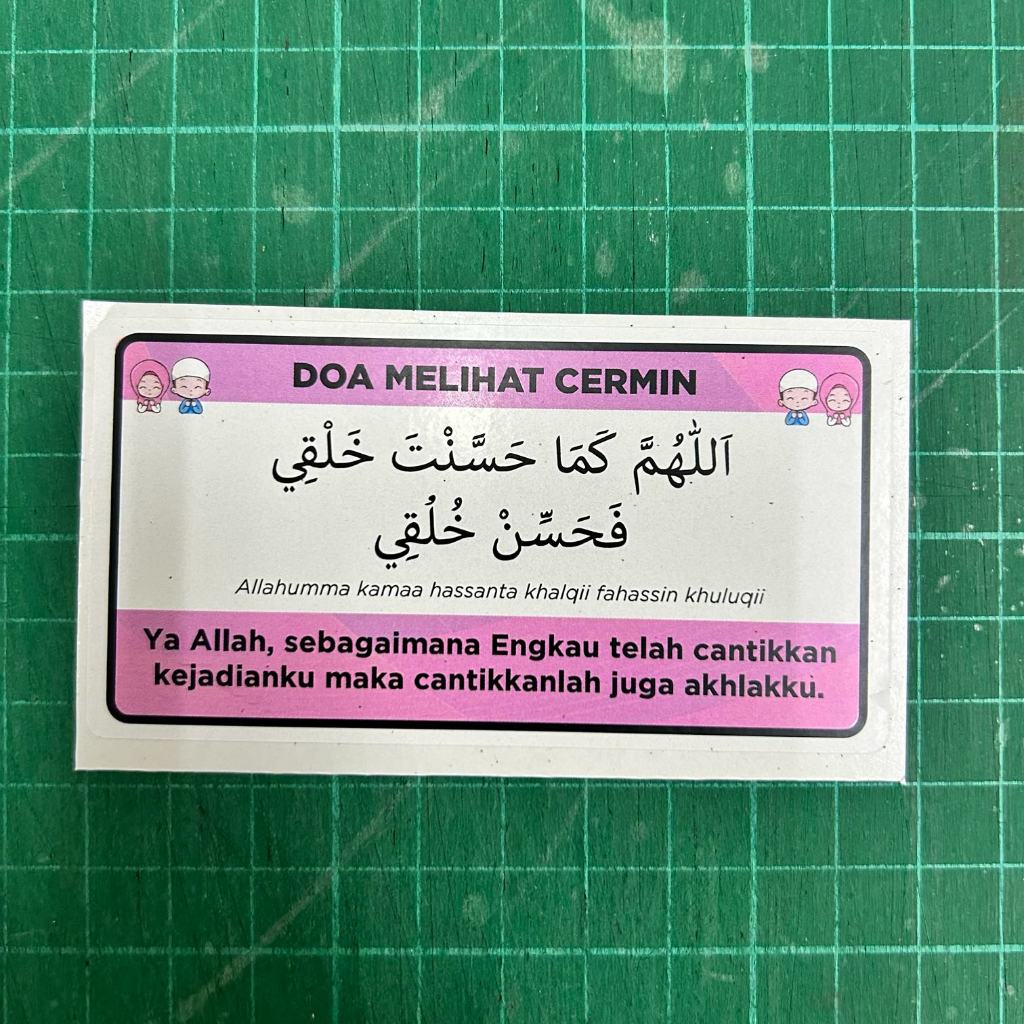 DOA MELIHAT CERMIN
اَللّٰهُمَّ كَمَا حَسَّنْتَ خَلْقِي
فَحَسِّنْ خُلُقِي
Allahumma kamaa hassanta khalqii fahassin khuluqii
Ya Allah, sebagaimana Engkau telah cantikkan
kejadianku maka cantikkanlah juga akhlakku.